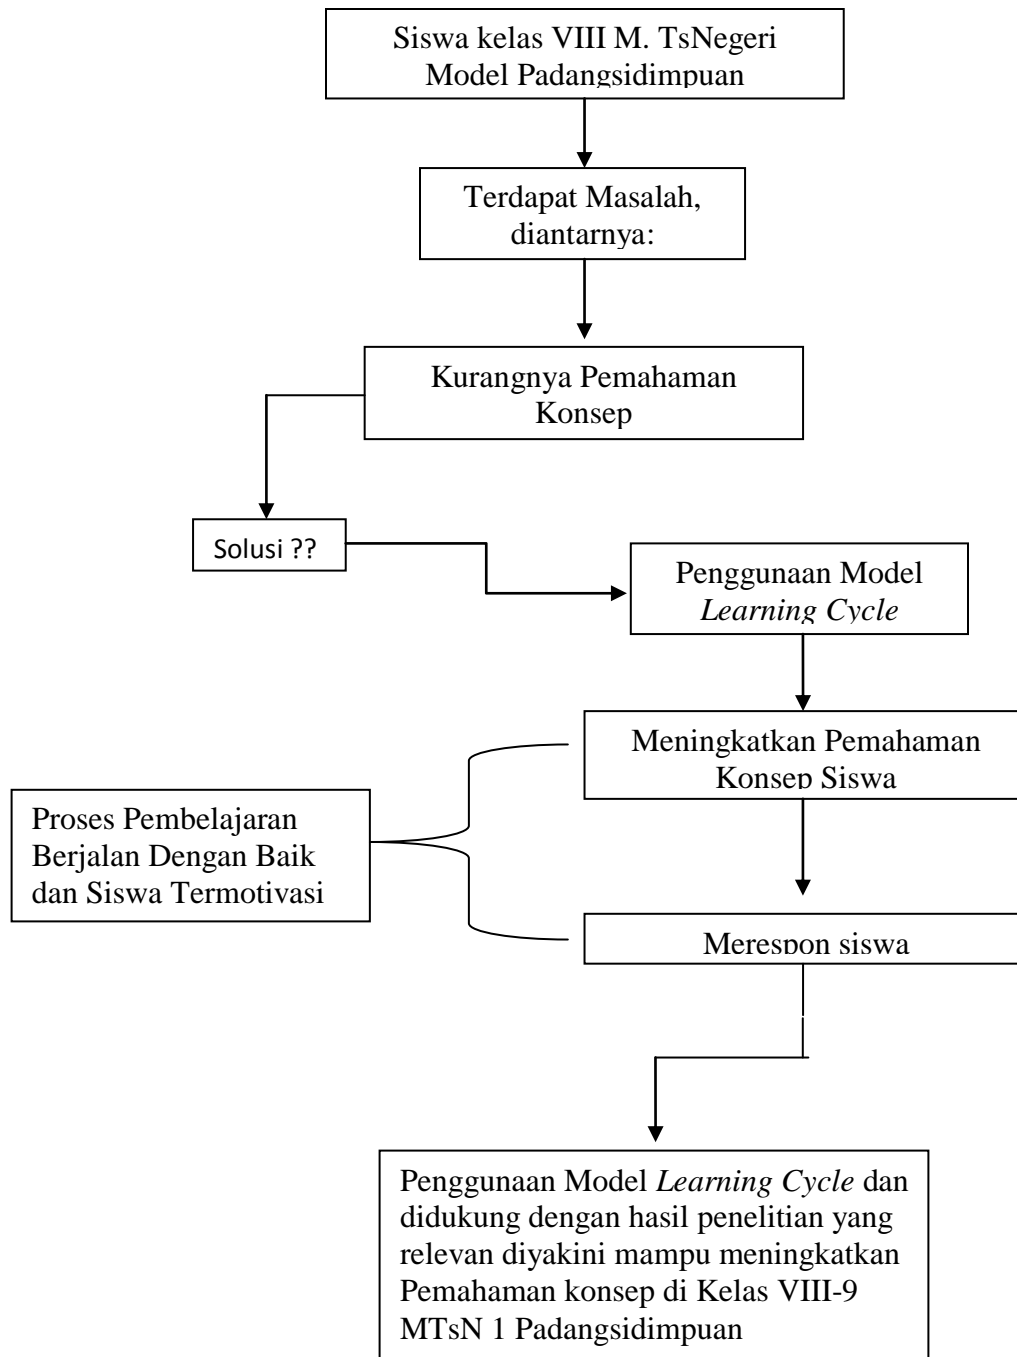 Siswa kelas VIII M. TsNegeri
Model Padangsidimpuan
Terdapat Masalah,
diantarnya:
Kurangnya Pemahaman
Konsep
Solusi ??
Penggunaan Model
Learning Cycle
Meningkatkan Pemahaman
Konsep Siswa
Proses Pembelajaran
Berjalan Dengan Baik
dan Siswa Termotivasi
Merespon siswa
Penggunaan Model Learning Cycle dan
didukung dengan hasil penelitian yang
relevan diyakini mampu meningkatkan
Pemahaman konsep di Kelas VIII-9
MTsN 1 Padangsidimpuan